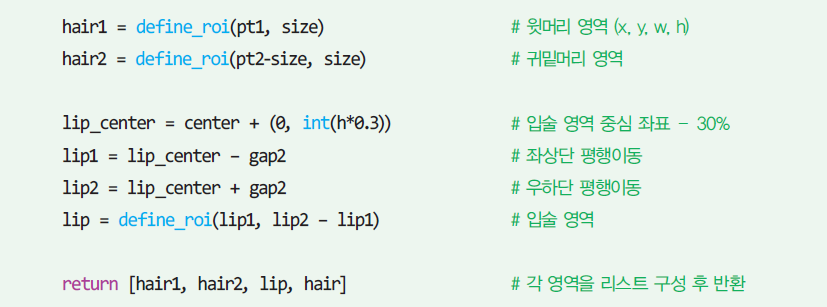 hair1 = define_roi(pt1, size) # 윗머리 영역 (x, y, w, h)
hair2 = define_roi(pt2-size, size) # 귀밑머리 영역
lip_center = center + (0, int(h*0.3)) # 입술 영역 중심 좌표 - 30%
lip1 = lip_center – gap2 # 좌상단 평행이동
lip2 = lip_center + gap2 # 우하단 평행이동
lip = define_roi(lip1, lip2 – lip1) # 입술 영역
return [hair1, hair2, lip, hair] # 각 영역을 리스트 구성 후 반환